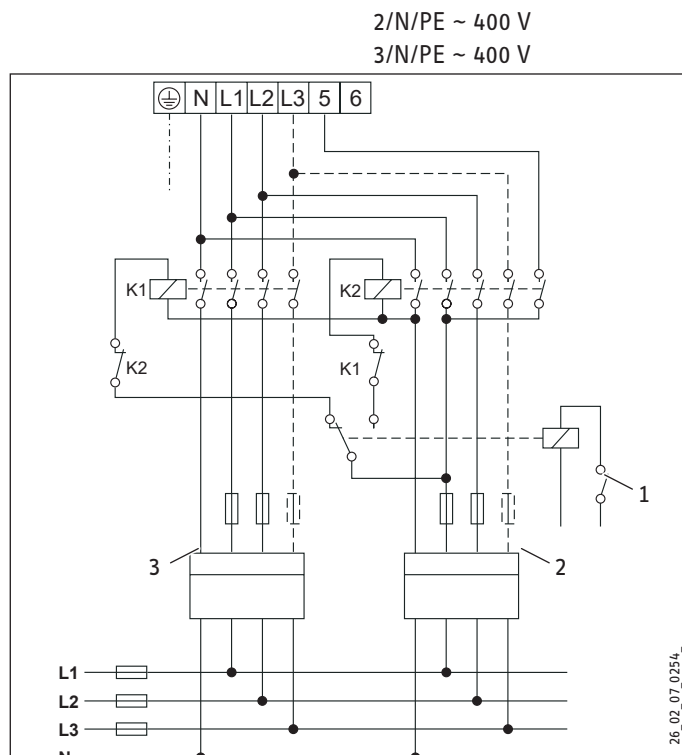 2/N/PE ~ 400 V
3/N/PE ~ 400 V
N L1 L2 L3 5 6
K1
K2
K2
K1
1
3
2
L1
L2
L3
N
26_02_07_0254_